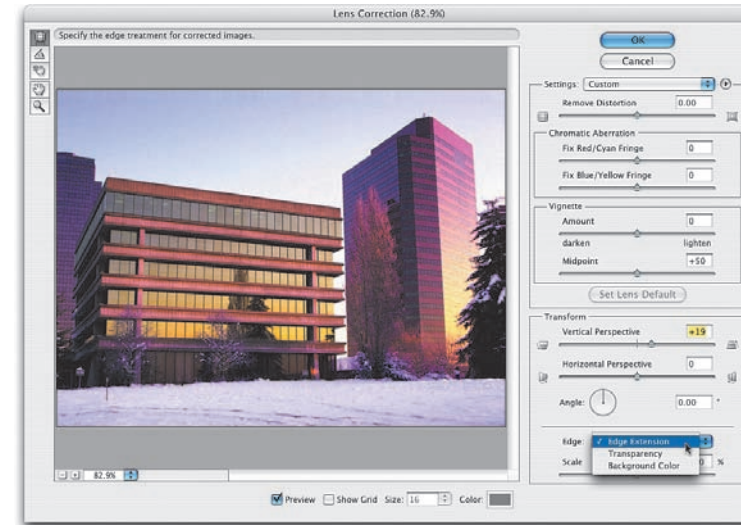 Lens Correction (82.9%)
Specify the edge treatment for corrected images.
OK
Cancel
Settings: Custom
Remove Distortion 0.00
Chromatic Aberration
Fix Red/Cyan Fringe 0
Fix Blue/Yellow Fringe 0
Vignette
Amount 0
darken lighten
Midpoint +50
Set Lens Default
Transform
Vertical Perspective +19
Horizontal Perspective 0
Angle: 0.00 °
Edge: ✓ Edge Extension
Transparency
Scale %
Background Color
82.9%
Preview Show Grid Size: 16 Color: